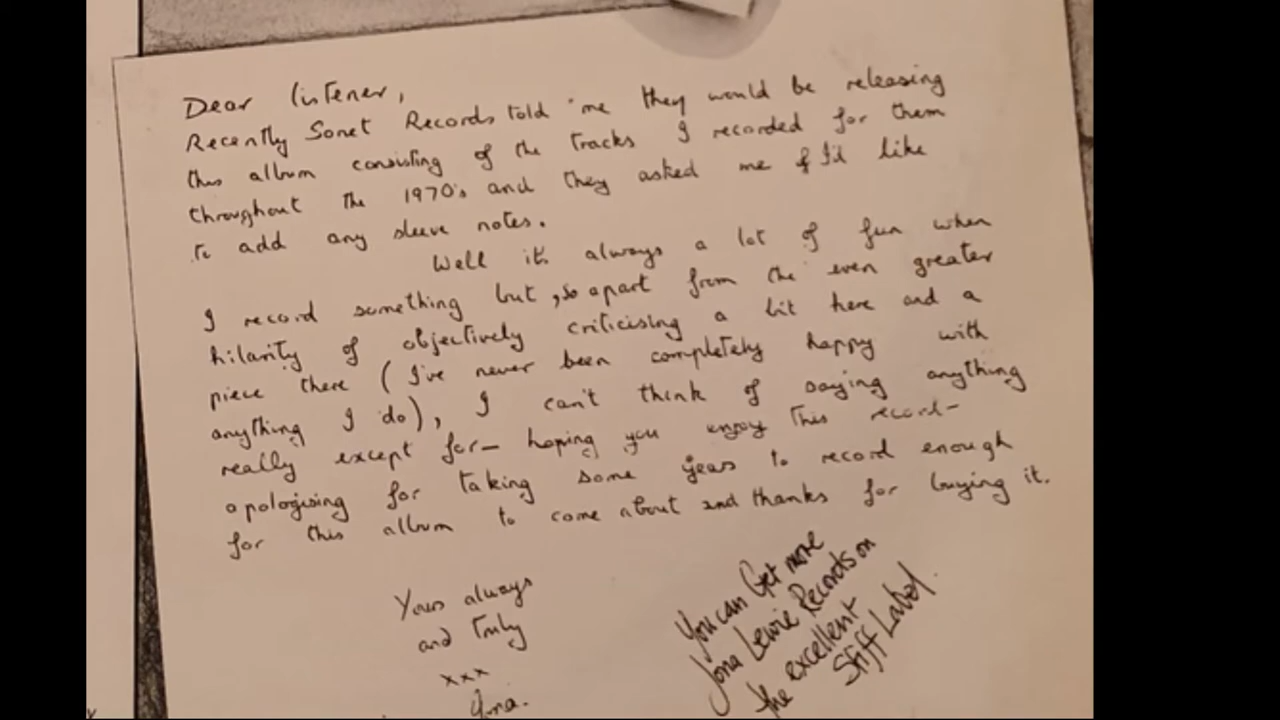 Dear listener,
Recently Sonet Records told me they would be releasing
this album consisting of the tracks I recorded for them
throughout the 1970's and they asked me if I'd like
to add any sleeve notes.
Well it's always a lot of fun when
I record something but, so apart from the even greater
hilarity of objectively criticising a bit here and a
piece there (I've never been completely happy with
anything I do), I can't think of saying anything
really except for— hoping you enjoy this record—
apologising for taking some years to record enough
for this album to come about and thanks for buying it.
Yours always
and truly
xxx
Jona.
You can Get more
Jona Lewie Records on
the excellent
Stiff Label.